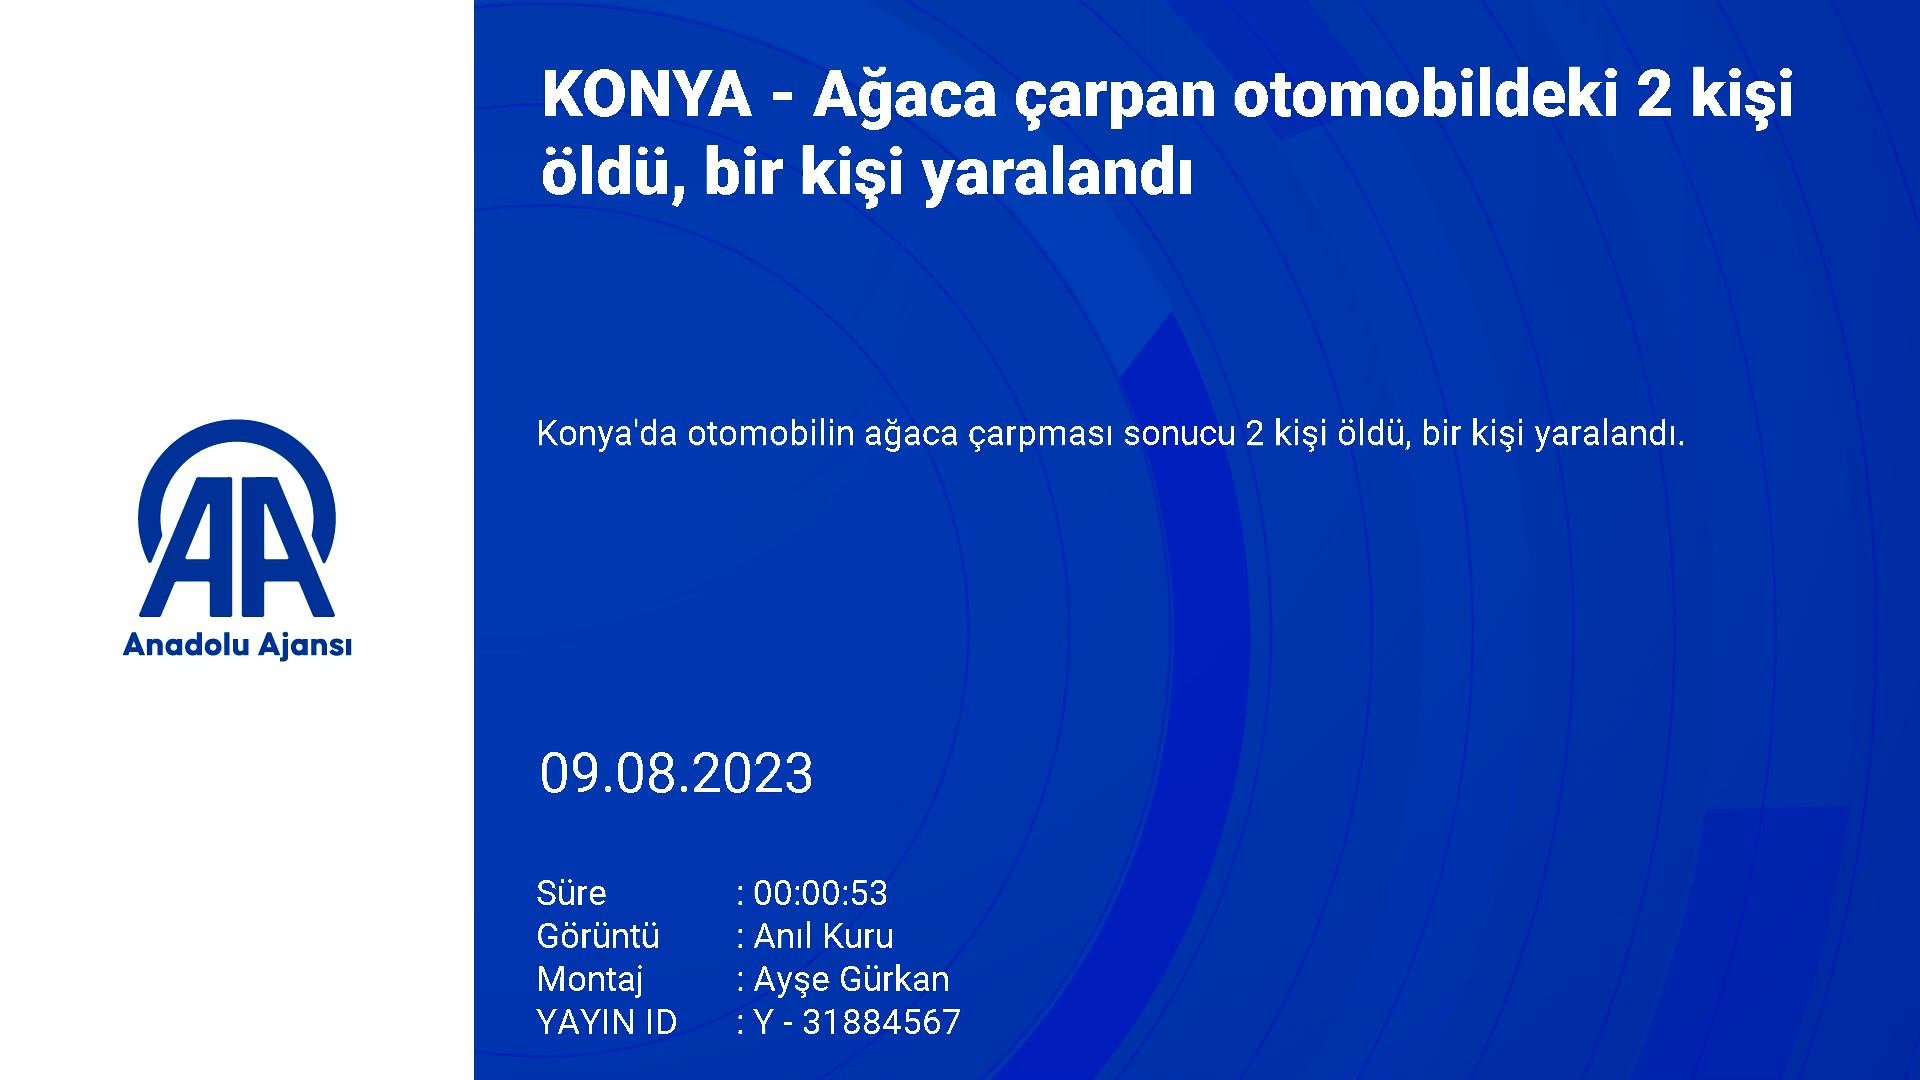 KONYA - Ağaca çarpan otomobildeki 2 kişi
öldü, bir kişi yaralandı
Konya'da otomobilin ağaca çarpması sonucu 2 kişi öldü, bir kişi yaralandı.
AA
Anadolu Ajansı
09.08.2023
Süre : 00:00:53
Görüntü : Anıl Kuru
Montaj : Ayşe Gürkan
YAYIN ID : Y - 31884567